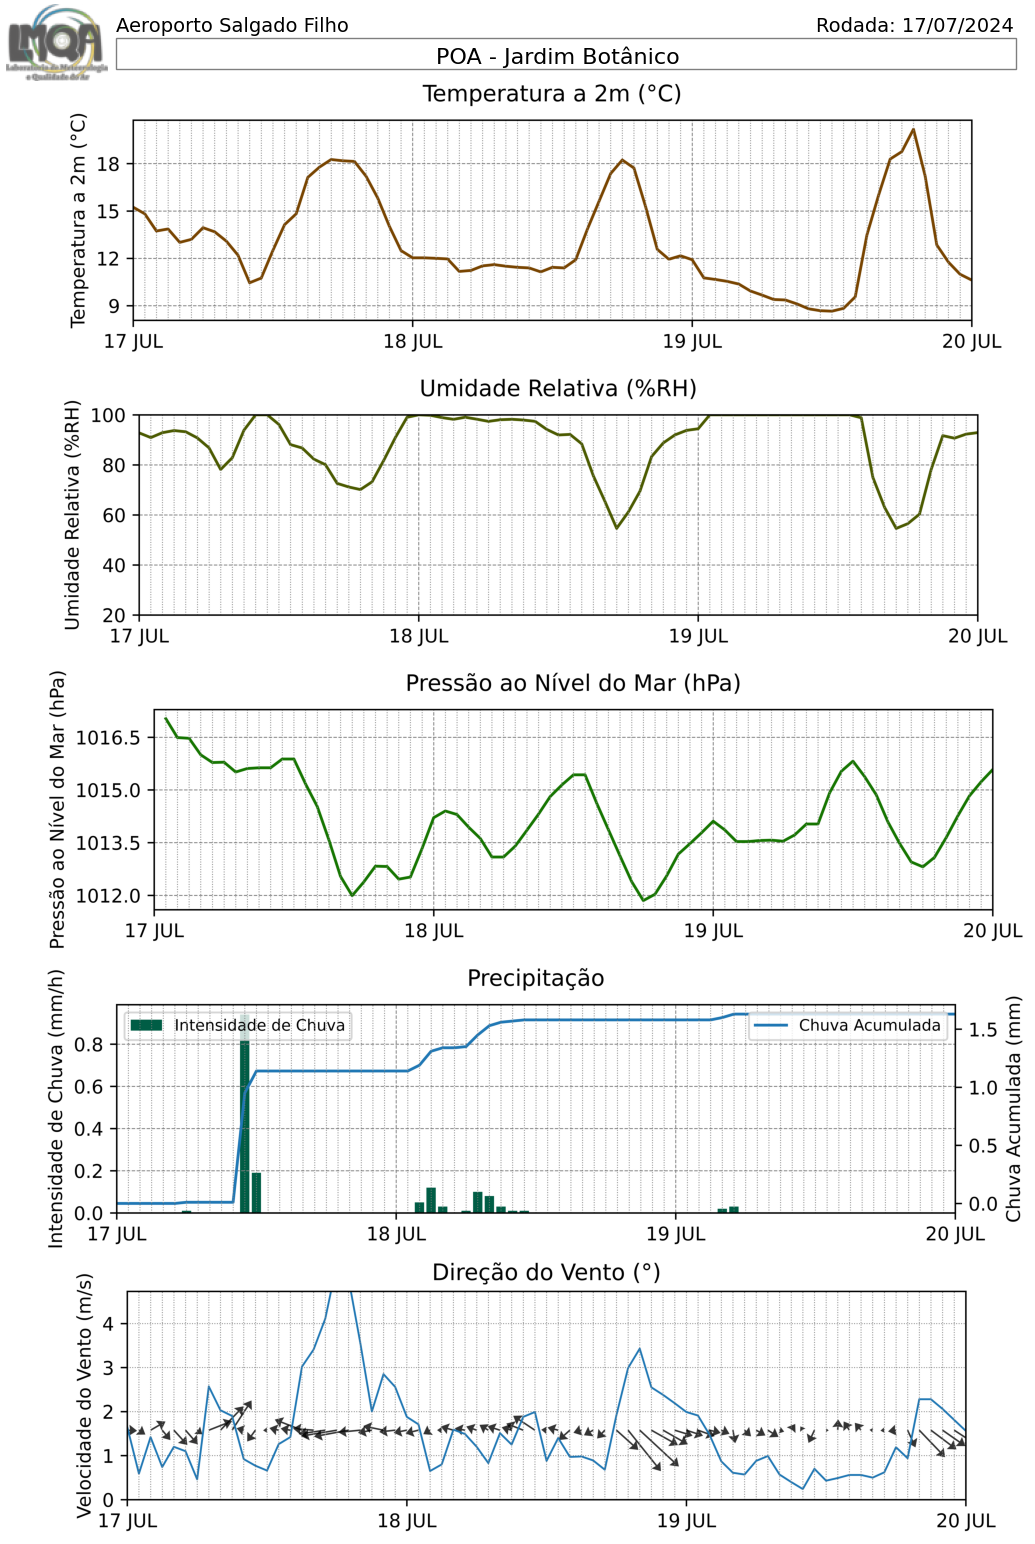 LMQA
Laboratório de Meteorologia
e Qualidade do Ar
Aeroporto Salgado Filho
Rodada: 17/07/2024
POA - Jardim Botânico
Temperatura a 2m (°C)
Temperatura a 2m (°C)
18
15
12
9
17 JUL
18 JUL
19 JUL
20 JUL
Umidade Relativa (%RH)
Umidade Relativa (%RH)
100
80
60
40
20
17 JUL
18 JUL
19 JUL
20 JUL
Pressão ao Nível do Mar (hPa)
Pressão ao Nível do Mar (hPa)
1016.5
1015.0
1013.5
1012.0
17 JUL
18 JUL
19 JUL
20 JUL
Precipitação
Intensidade de Chuva (mm/h)
0.8
0.6
0.4
0.2
0.0
Intensidade de Chuva
Chuva Acumulada
1.5
1.0
0.5
0.0
Chuva Acumulada (mm)
17 JUL
18 JUL
19 JUL
20 JUL
Direção do Vento (°)
Velocidade do Vento (m/s)
4
3
2
1
0
17 JUL
18 JUL
19 JUL
20 JUL